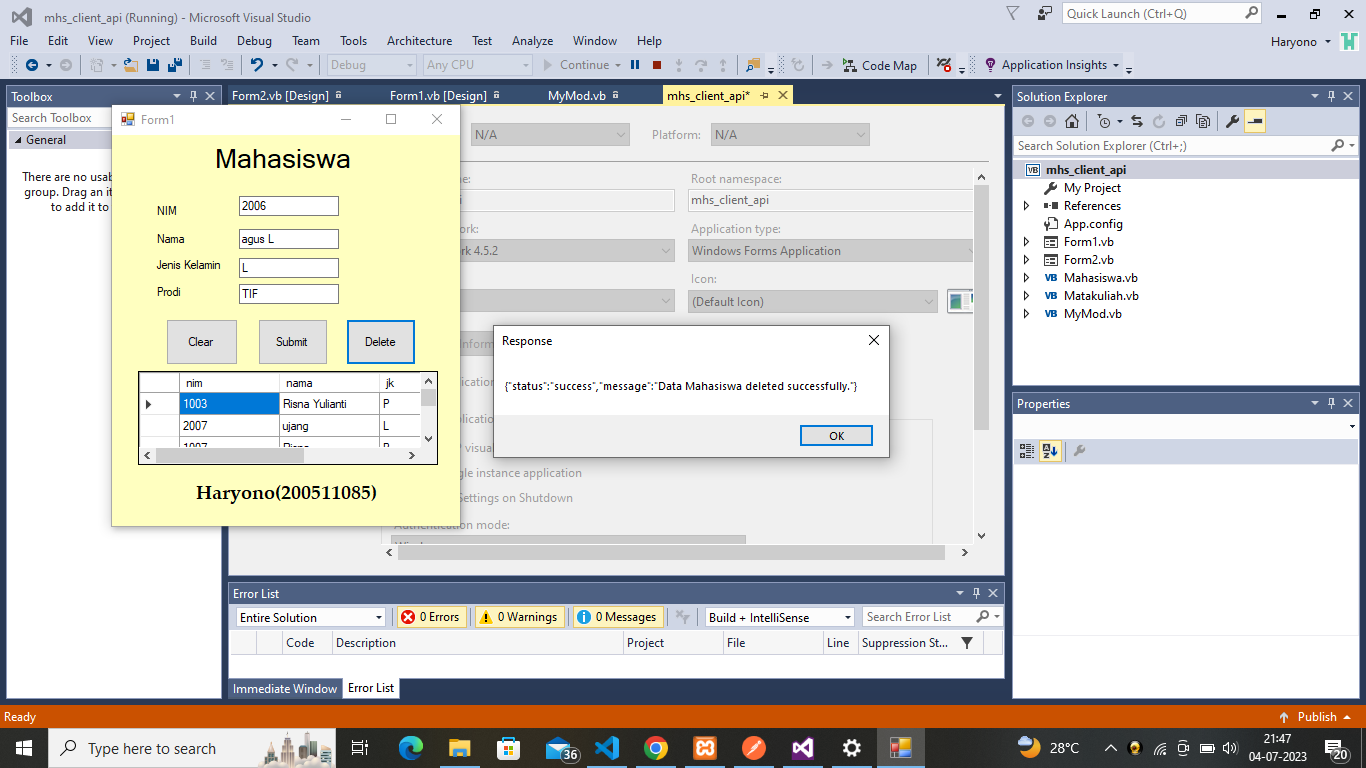 mhs_client_api (Running) - Microsoft Visual Studio
Quick Launch (Ctrl+Q)
File Edit View Project Build Debug Team Tools Architecture Test Analyze Window Help
Haryono
Debug Any CPU Continue Code Map Application Insights
Toolbox
Search Toolbox
General
There are no usab
group. Drag an it
to add it to
Form2.vb [Design] Form1.vb [Design] MyMod.vb mhs_client_api*
N/A Platform: N/A
Root namespace:
mhs_client_api
Application type:
rk 4.5.2 Windows Forms Application
Icon:
(Default Icon)
gle instance application
Settings on Shutdown
Authentication mode:
Form1
Mahasiswa
NIM 2006
Nama agus L
Jenis Kelamin L
Prodi TIF
Clear Submit Delete
nim nama jk
1003 Risna Yulianti P
2007 ujang L
1007 Risna P
Haryono(200511085)
Response
{"status":"success","message":"Data Mahasiswa deleted successfully."}
OK
Solution Explorer
Search Solution Explorer (Ctrl+;)
mhs_client_api
My Project
References
App.config
Form1.vb
Form2.vb
Mahasiswa.vb
Matakuliah.vb
MyMod.vb
Properties
Error List
Entire Solution 0 Errors 0 Warnings 0 Messages Build + IntelliSense Search Error List
Code Description Project File Line Suppression St...
Immediate Window Error List
Ready Publish
Type here to search 36 28°C 21:47
04-07-2023 20